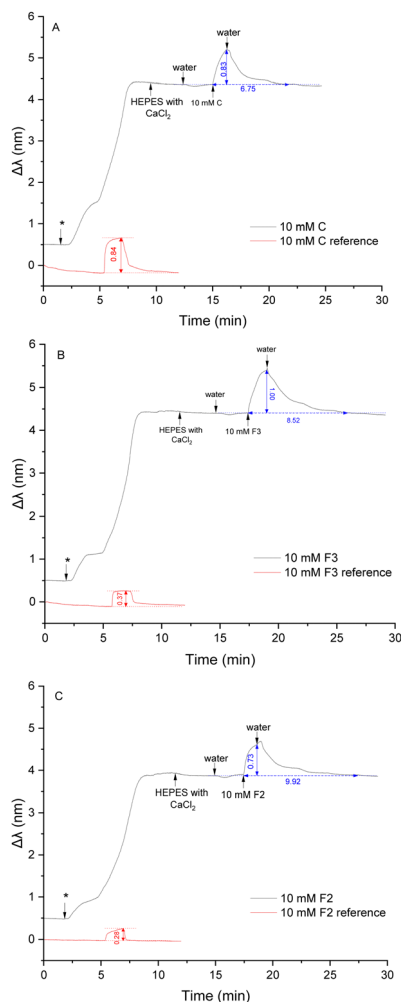 A
6
5
4
3
2
1
0
Δλ (nm)
*
HEPES with
CaCl2
water
10 mM C
water
0.83
6.75
0.84
10 mM C
10 mM C reference
0
5
10
15
20
25
30
Time (min)
B
6
5
4
3
2
1
0
Δλ (nm)
*
HEPES with
CaCl2
water
10 mM F3
water
1.00
8.52
0.37
10 mM F3
10 mM F3 reference
0
5
10
15
20
25
30
Time (min)
C
6
5
4
3
2
1
0
Δλ (nm)
*
HEPES with
CaCl2
water
10 mM F2
water
0.73
9.92
0.28
10 mM F2
10 mM F2 reference
0
5
10
15
20
25
30
Time (min)